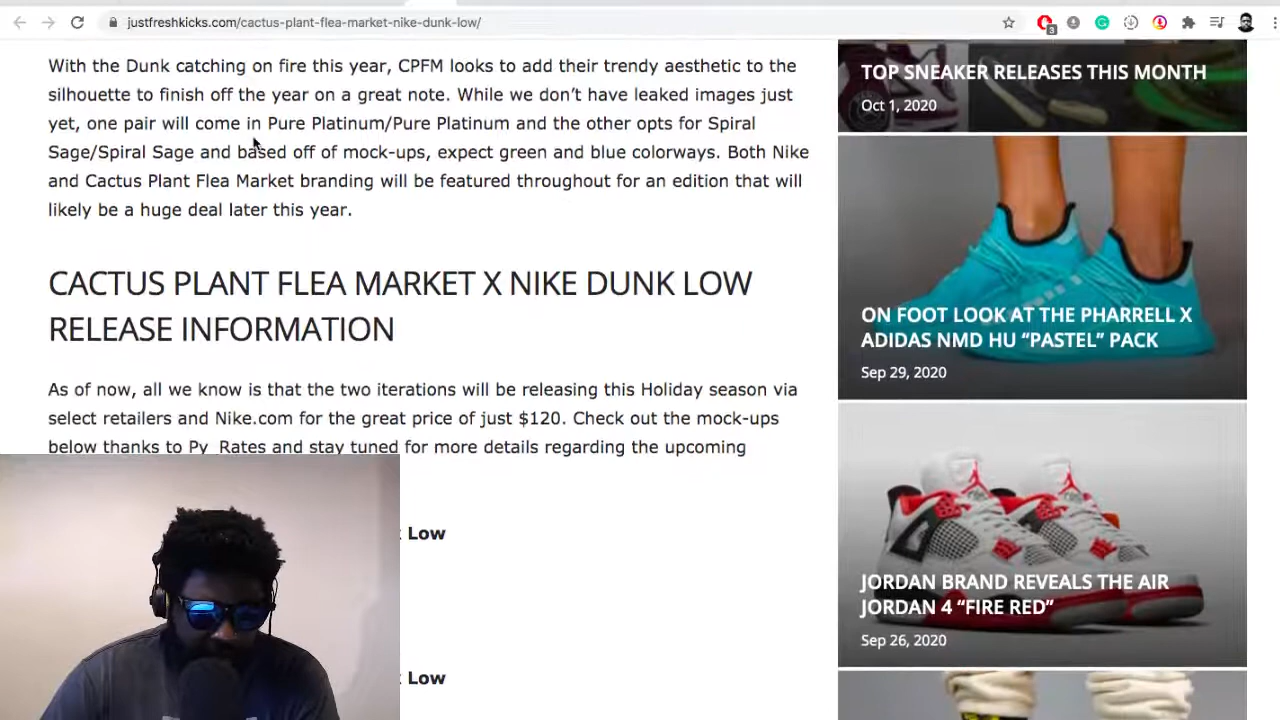 justfreshkicks.com/cactus-plant-flea-market-nike-dunk-low/
3
With the Dunk catching on fire this year, CPFM looks to add their trendy aesthetic to the
silhouette to finish off the year on a great note. While we don’t have leaked images just
yet, one pair will come in Pure Platinum/Pure Platinum and the other opts for Spiral
Sage/Spiral Sage and based off of mock-ups, expect green and blue colorways. Both Nike
and Cactus Plant Flea Market branding will be featured throughout for an edition that will
likely be a huge deal later this year.
CACTUS PLANT FLEA MARKET X NIKE DUNK LOW
RELEASE INFORMATION
As of now, all we know is that the two iterations will be releasing this Holiday season via
select retailers and Nike.com for the great price of just $120. Check out the mock-ups
below thanks to Py_Rates and stay tuned for more details regarding the upcoming
Low
Low
TOP SNEAKER RELEASES THIS MONTH
Oct 1, 2020
ON FOOT LOOK AT THE PHARRELL X
ADIDAS NMD HU “PASTEL” PACK
Sep 29, 2020
JORDAN BRAND REVEALS THE AIR
JORDAN 4 “FIRE RED”
Sep 26, 2020